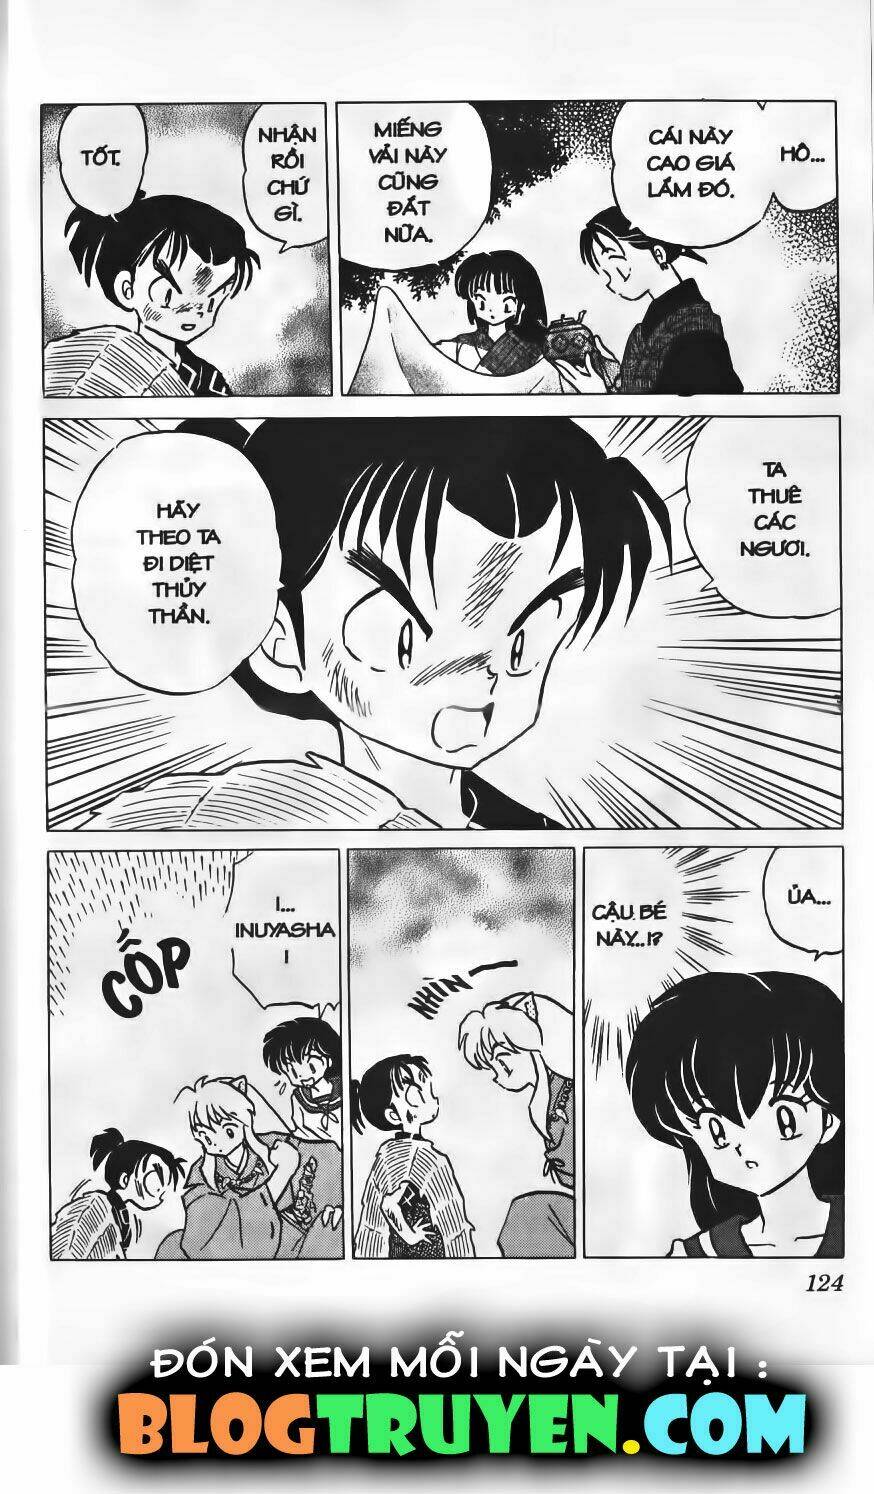 HÔ...
CÁI NÀY
CAO GIÁ
LẮM ĐÓ.
MIẾNG
VẢI NÀY
CŨNG
ĐẤT
NỮA.
NHẬN
RỒI
CHỨ
GÌ.
TỐT.
TA
THUÊ
CÁC
NGƯƠI.
HÃY
THEO TA
ĐI DIỆT
THỦY
THẦN.
ỦA...
CẬU BÉ
NÀY...!?
NHÌN
I...
INUYASHA
!
CỐP
124
ĐÓN XEM MỖI NGÀY TẠI :
BLOGTRUYEN.COM